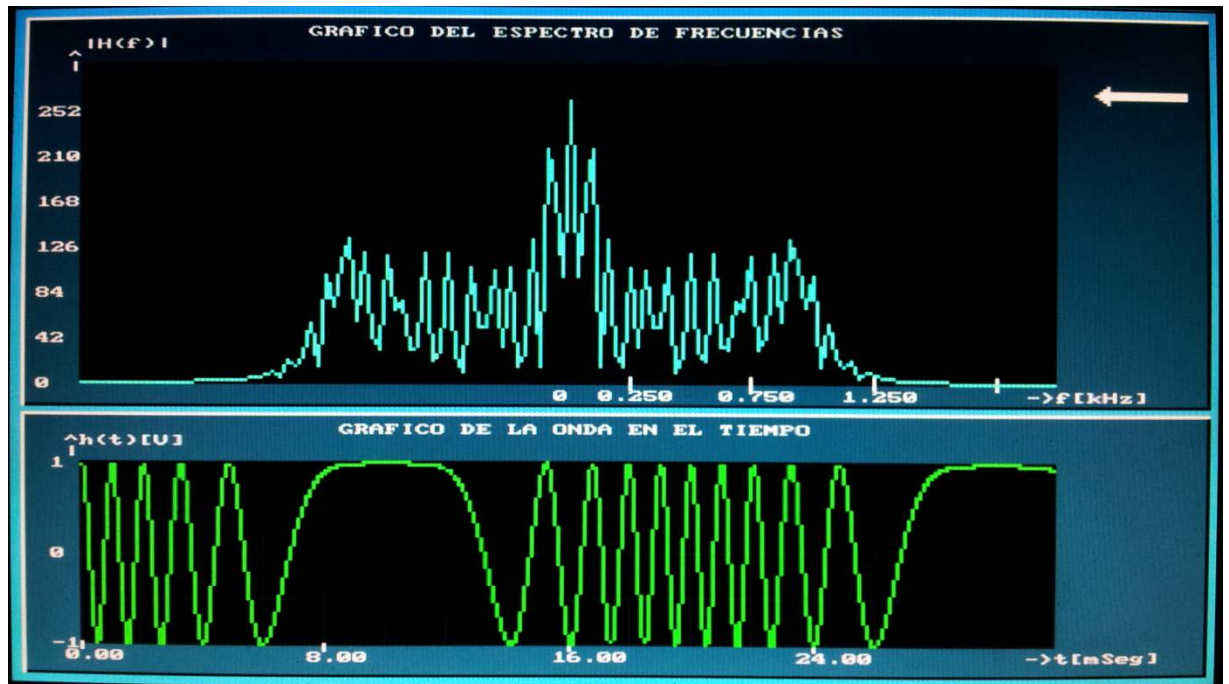 GRAFICO DEL ESPECTRO DE FRECUENCIAS
|H(f)|
^
252
210
168
126
84
42
0
0 0.250 0.750 1.250 ->f[kHz]
GRAFICO DE LA ONDA EN EL TIEMPO
^h(t)[V]
1
0
-1
0.00 8.00 16.00 24.00 ->t[mSeg]